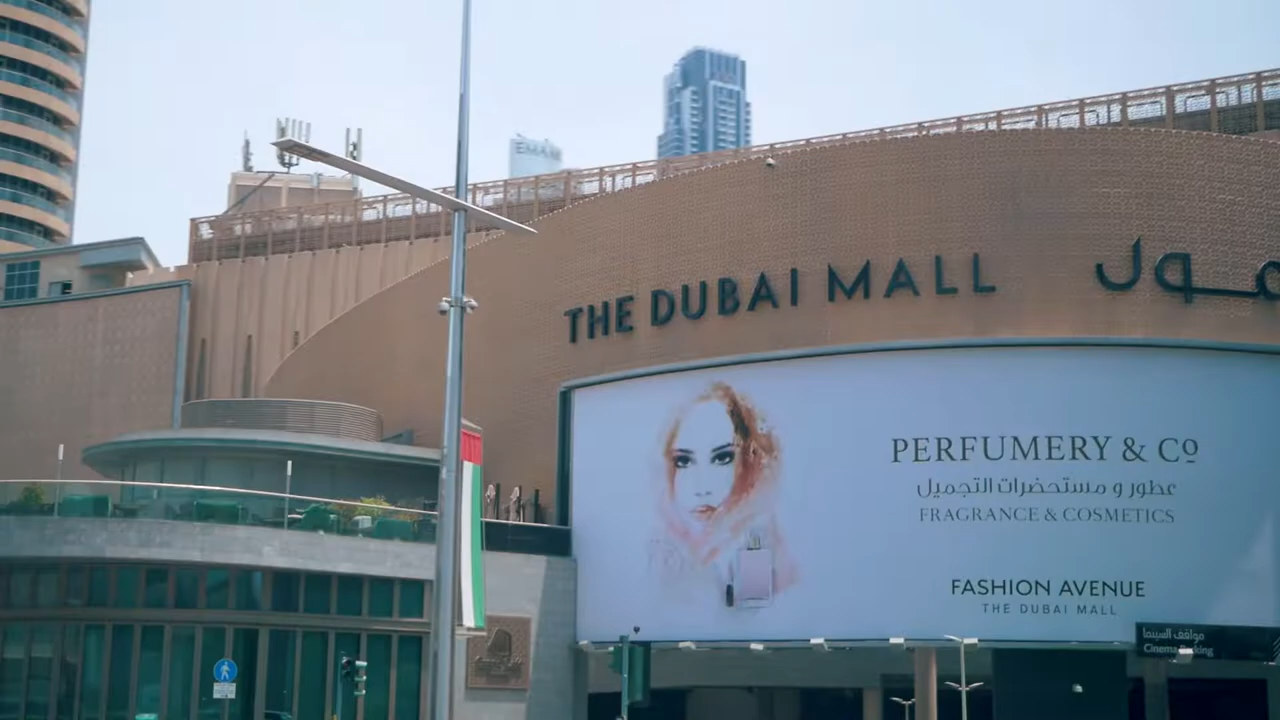 EMAAR
THE DUBAI MALL
مول
PERFUMERY & Cº
عطور و مستحضرات التجميل
FRAGRANCE & COSMETICS
FASHION AVENUE
THE DUBAI MALL
مواقف السينما
Cinema Parking